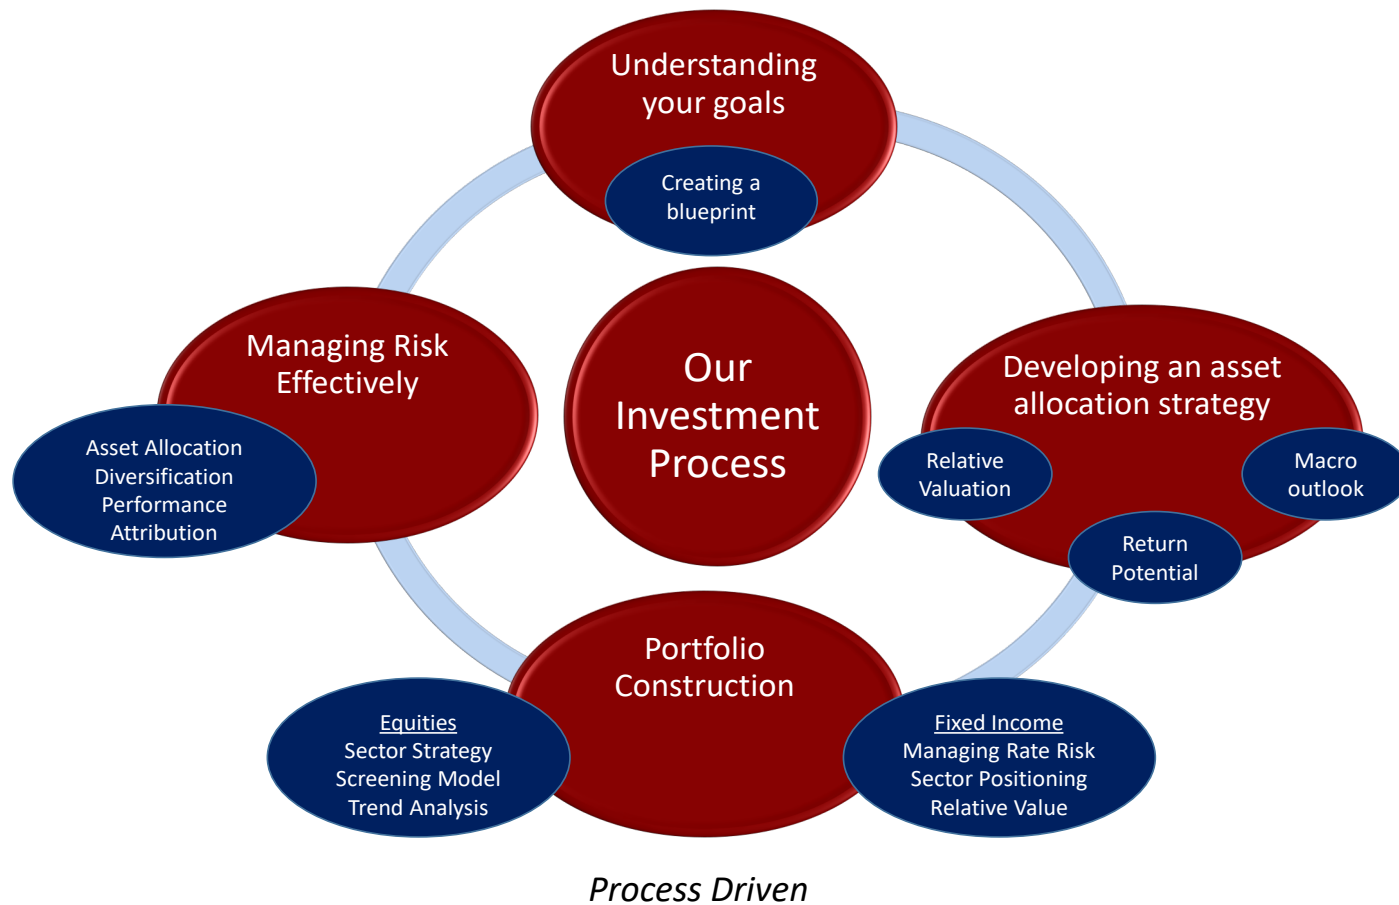 Understanding
your goals
Creating a
blueprint
Managing Risk
Effectively
Asset Allocation
Diversification
Performance
Attribution
Our
Investment
Process
Developing an asset
allocation strategy
Relative
Valuation
Macro
outlook
Return
Potential
Portfolio
Construction
Equities
Sector Strategy
Screening Model
Trend Analysis
Fixed Income
Managing Rate Risk
Sector Positioning
Relative Value
Process Driven